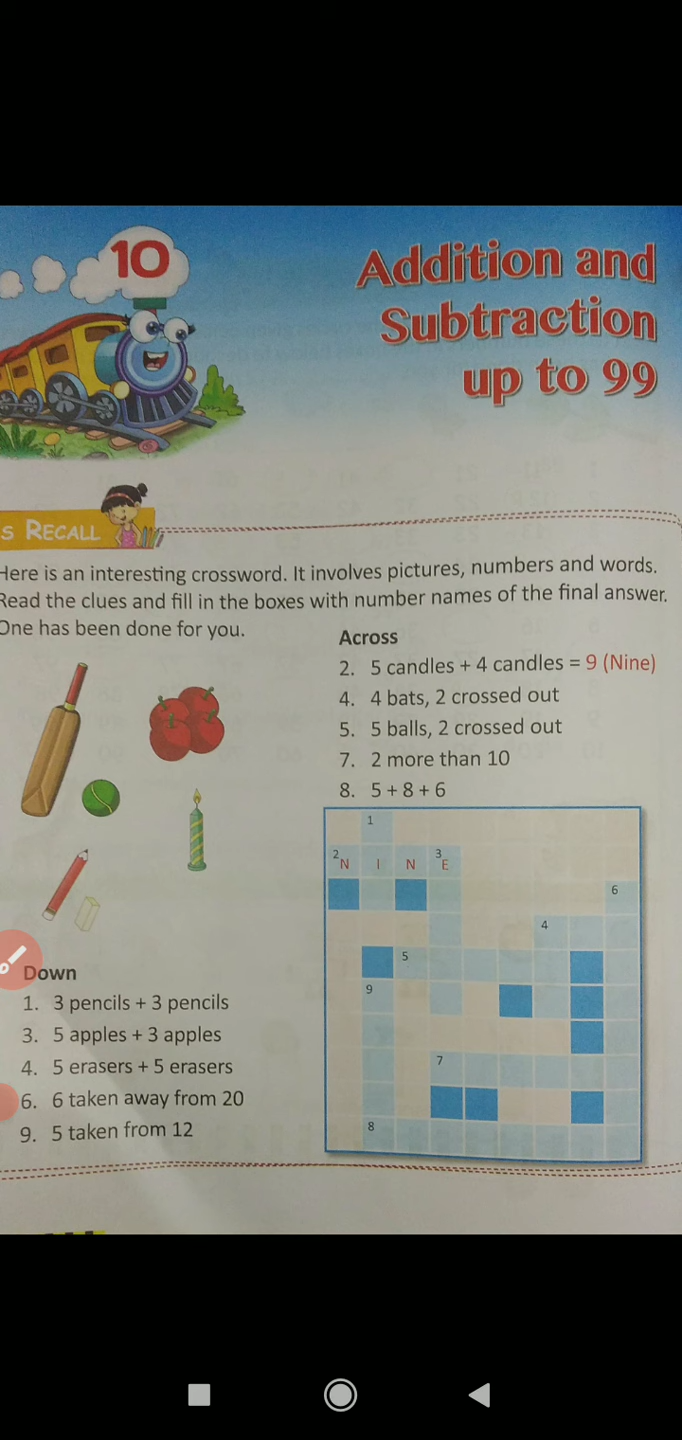 10
Addition and
Subtraction
up to 99
s RECALL
Here is an interesting crossword. It involves pictures, numbers and words.
Read the clues and fill in the boxes with number names of the final answer.
One has been done for you.
Across
2. 5 candles + 4 candles = 9 (Nine)
4. 4 bats, 2 crossed out
5. 5 balls, 2 crossed out
7. 2 more than 10
8. 5 + 8 + 6
1
2 N I N 3 E
6
4
5
9
7
8
Down
1. 3 pencils + 3 pencils
3. 5 apples + 3 apples
4. 5 erasers + 5 erasers
6. 6 taken away from 20
9. 5 taken from 12